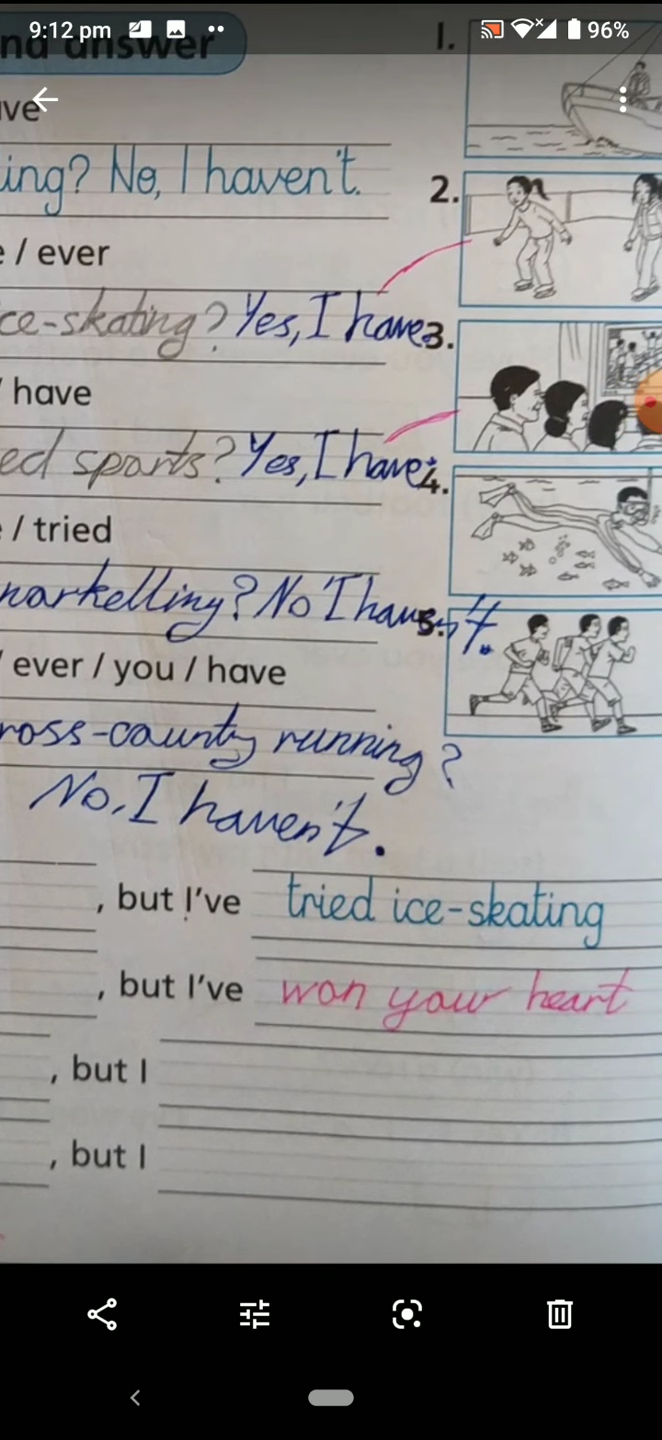 9:12 pm 96%
nd answer
1.
ve
ing? No, I haven't.
2.
e / ever
ce-skating? Yes, I have
3.
/ have
ed sports? Yes, I have.
4.
e / tried
narkelling? No I haven't.
5.
/ ever / you / have
ross-county running?
No, I haven't.
, but I've tried ice-skating
, but I've won your heart
, but I
, but I